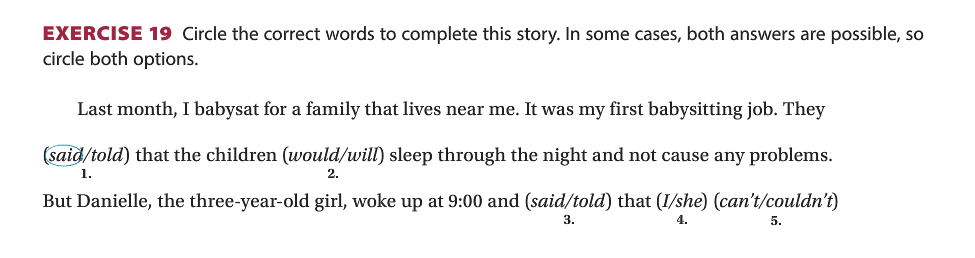 EXERCISE 19 Circle the correct words to complete this story. In some cases, both answers are possible, so
circle both options.
Last month, I babysat for a family that lives near me. It was my first babysitting job. They
(said/told) that the children (would/will) sleep through the night and not cause any problems.
1. 2.
But Danielle, the three-year-old girl, woke up at 9:00 and (said/told) that (I/she) (can't/couldn't)
3. 4. 5.